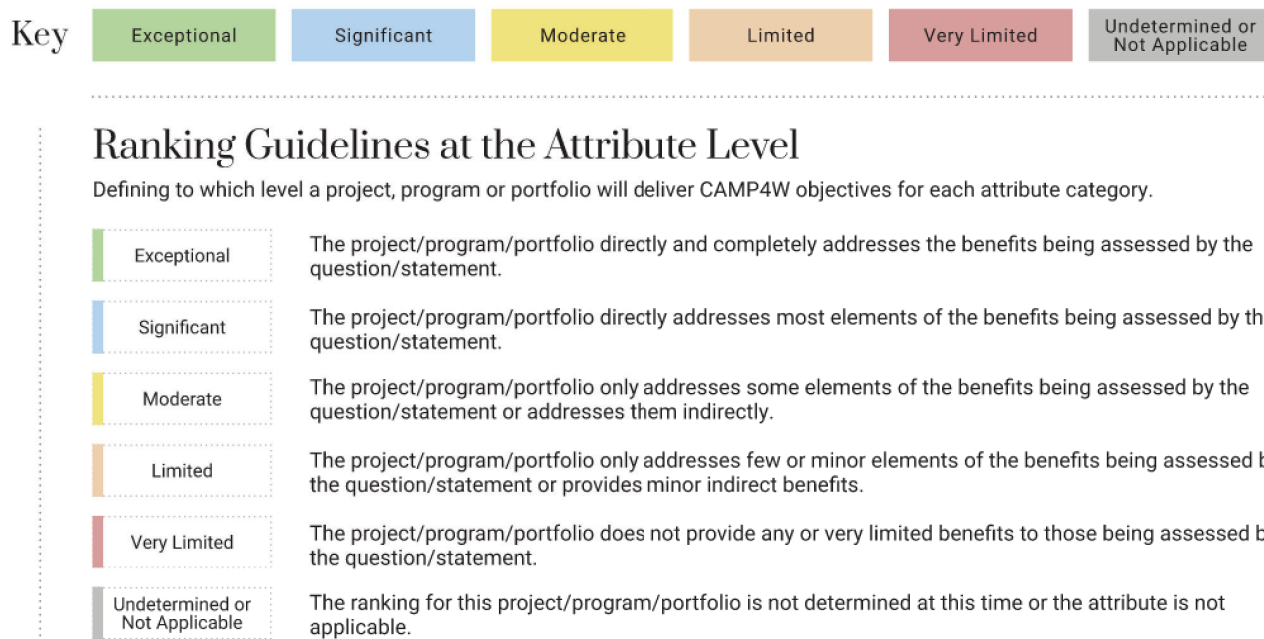 Key
Exceptional
Significant
Moderate
Limited
Very Limited
Undetermined or
Not Applicable
Ranking Guidelines at the Attribute Level
Defining to which level a project, program or portfolio will deliver CAMP4W objectives for each attribute category.
Exceptional
The project/program/portfolio directly and completely addresses the benefits being assessed by the
question/statement.
Significant
The project/program/portfolio directly addresses most elements of the benefits being assessed by th
question/statement.
Moderate
The project/program/portfolio only addresses some elements of the benefits being assessed by the
question/statement or addresses them indirectly.
Limited
The project/program/portfolio only addresses few or minor elements of the benefits being assessed b
the question/statement or provides minor indirect benefits.
Very Limited
The project/program/portfolio does not provide any or very limited benefits to those being assessed b
the question/statement.
Undetermined or
Not Applicable
The ranking for this project/program/portfolio is not determined at this time or the attribute is not
applicable.